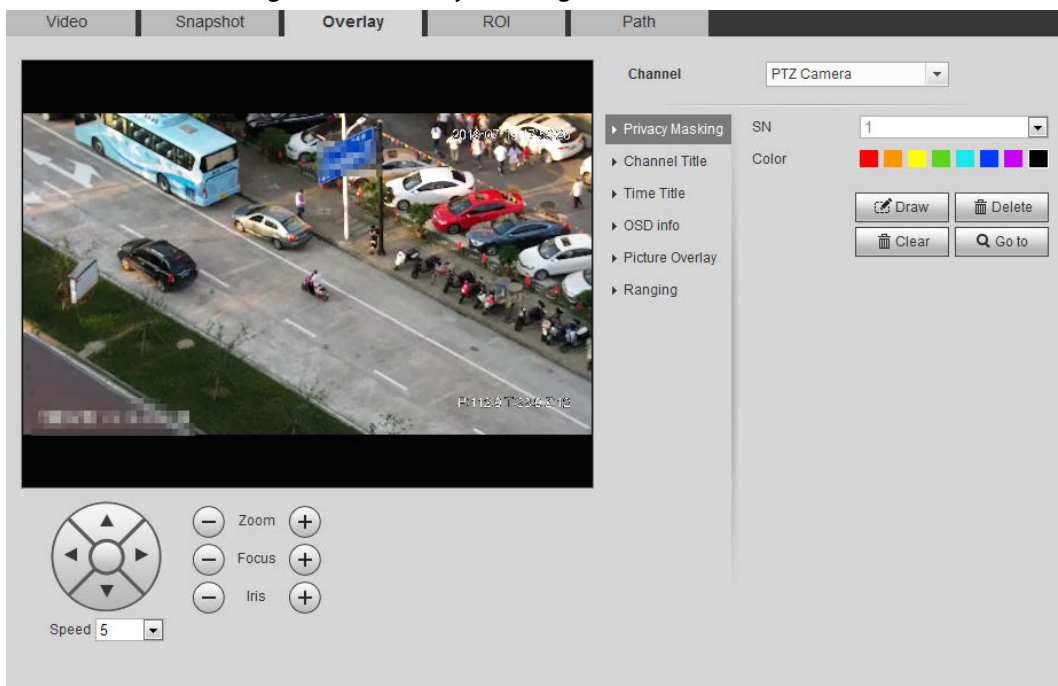 Video Snapshot Overlay ROI Path
Channel PTZ Camera
Privacy Masking
Channel Title
Time Title
OSD info
Picture Overlay
Ranging
SN 1
Color
Draw Delete
Clear Go to
Zoom
Focus
Iris
Speed 5